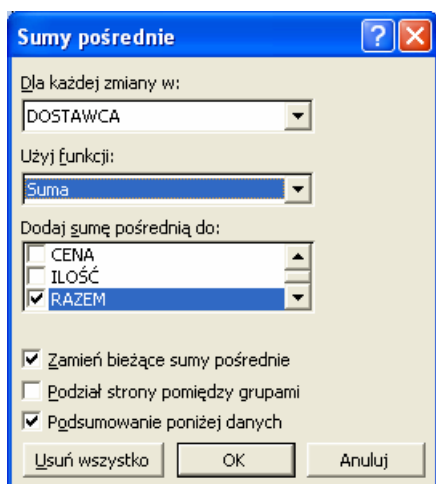 Sumy pośrednie
Dla każdej zmiany w:
DOSTAWCA
Użyj funkcji:
Suma
Dodaj sumę pośrednią do:
CENA
ILOŚĆ
RAZEM
Zamień bieżące sumy pośrednie
Podział strony pomiędzy grupami
Podsumowanie poniżej danych
Usuń wszystko OK Anuluj